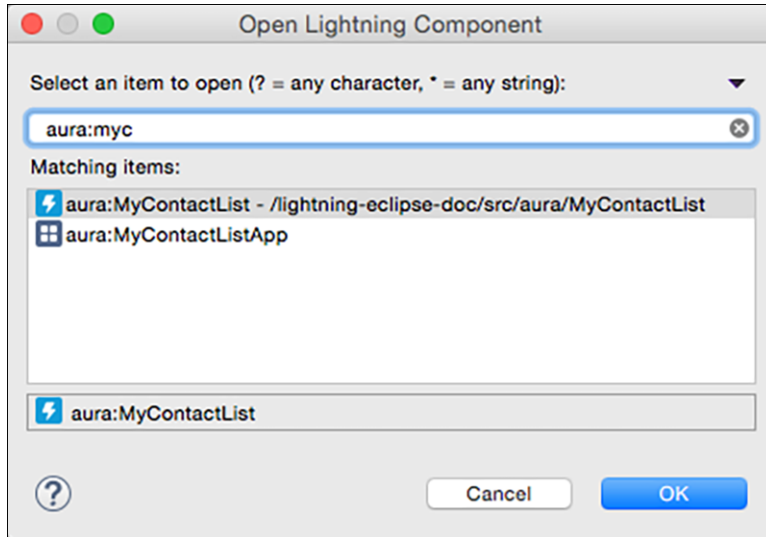 Open Lightning Component
Select an item to open (? = any character, * = any string):
aura:myc
Matching items:
aura:MyContactList - /lightning-eclipse-doc/src/aura/MyContactList
aura:MyContactListApp
aura:MyContactList
?
Cancel
OK